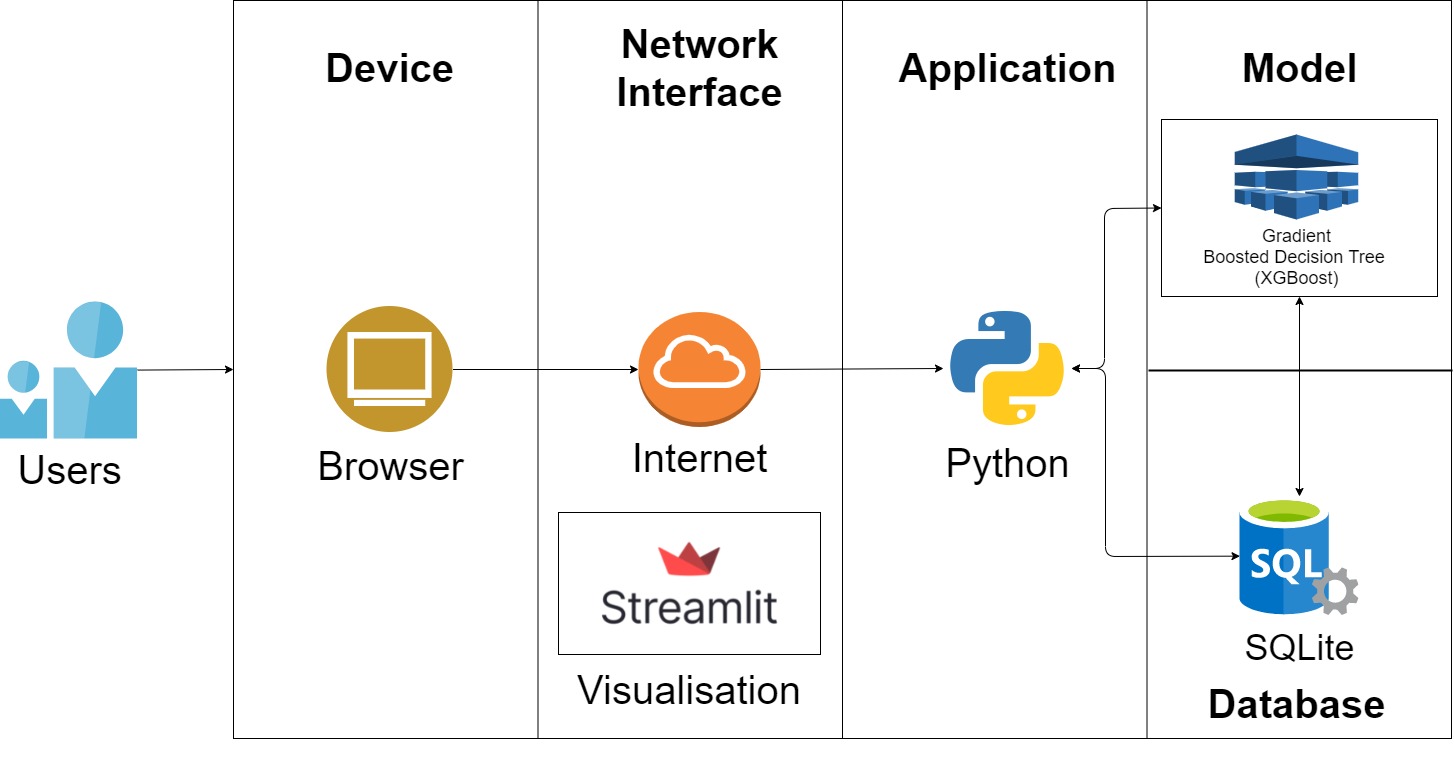 Device
Network
Interface
Application
Model
Gradient
Boosted Decision Tree
(XGBoost)
Users
Browser
Internet
Python
Streamlit
Visualisation
SQL
SQLite
Database